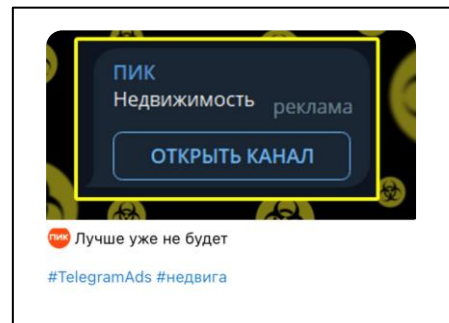 ПИК
Недвижимость реклама
ОТКРЫТЬ КАНАЛ
ПИК Лучше уже не будет
#TelegramAds #недвига